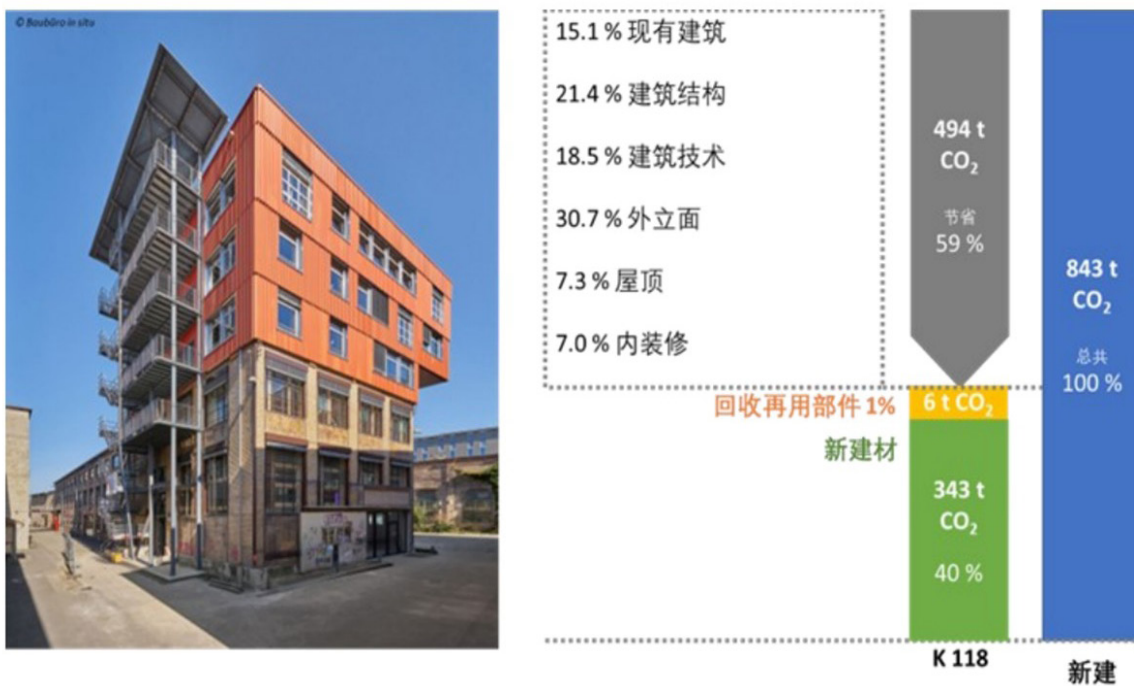 © Baubüro in situ
15.1 % 现有建筑
21.4 % 建筑结构
18.5 % 建筑技术
30.7 % 外立面
7.3 % 屋顶
7.0 % 内装修
494 t
CO₂
节省
59 %
843 t
CO₂
总共
100 %
回收再用部件 1%
6 t CO₂
新建材
343 t
CO₂
40 %
K 118
新建